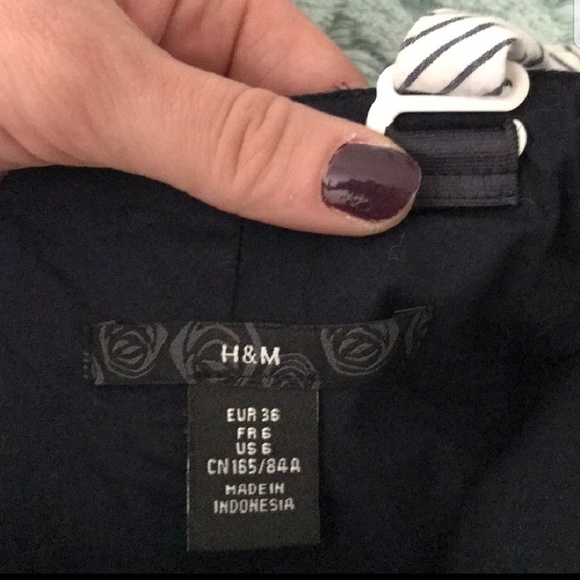 H&M
EUR 36
FR 6
US 6
CN165/84A
MADE IN
INDONESIA